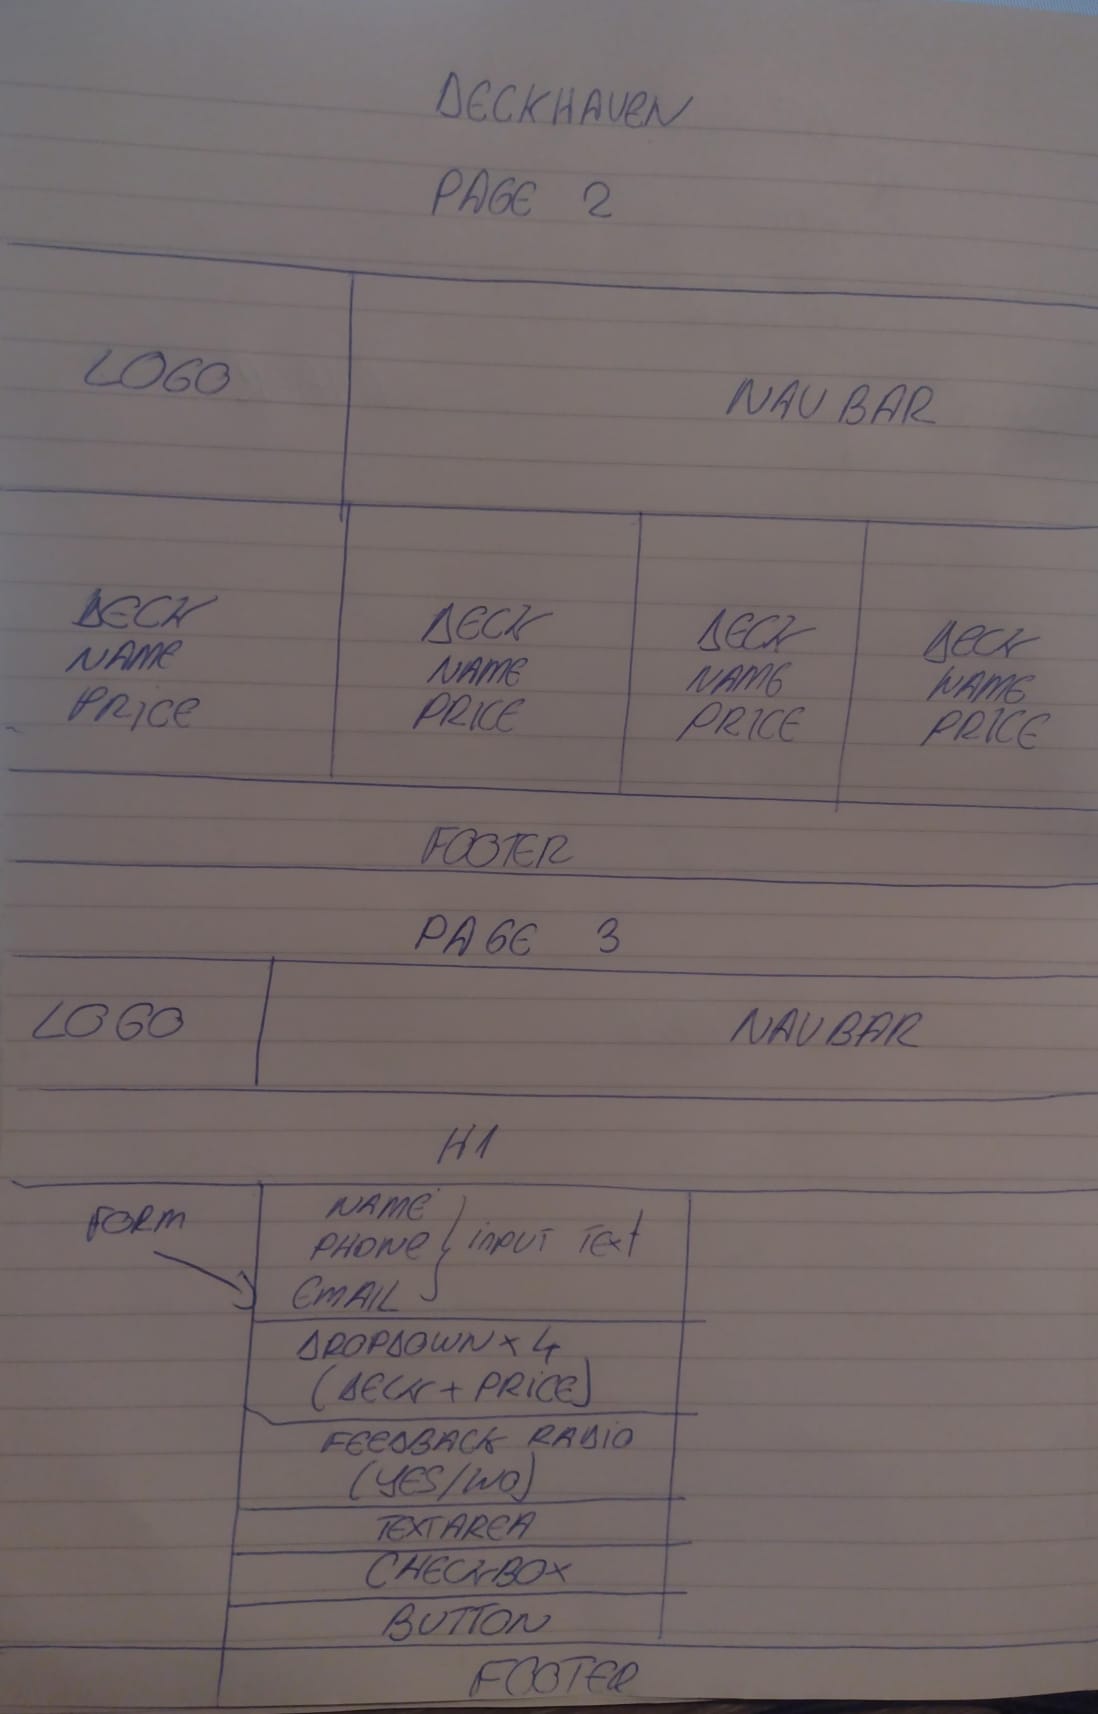 DECKHAVEN
PAGE 2
LOGO
NAVBAR
DECK
NAME
PRICE
DECK
NAME
PRICE
DECK
NAME
PRICE
DECK
NAME
PRICE
FOOTER
PAGE 3
LOGO
NAVBAR
H1
FORM
NAME
PHONE
EMAIL
INPUT TEXT
DROPDOWN x 4
(DECK + PRICE)
FEEDBACK RADIO
(YES/NO)
TEXTAREA
CHECKBOX
BUTTON
FOOTER